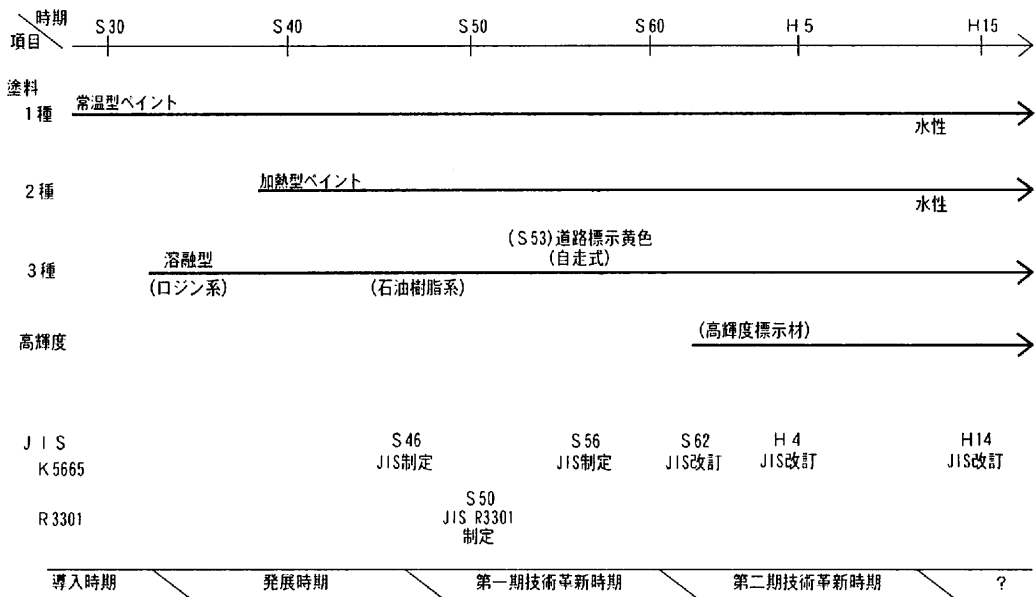 時期
項目
S30 S40 S50 S60 H5 H15
塗料
1種 常温型ペイント
水性
2種 加熱型ペイント
水性
(S53)道路標示黄色
(自走式)
3種 溶融型
(ロジン系) (石油樹脂系)
高輝度 (高輝度標示材)
JIS S46 S56 S62 H4 H14
K5665 JIS制定 JIS制定 JIS改訂 JIS改訂 JIS改訂
S50
R3301 JIS R3301
制定
導入時期 発展時期 第一期技術革新時期 第二期技術革新時期 ?